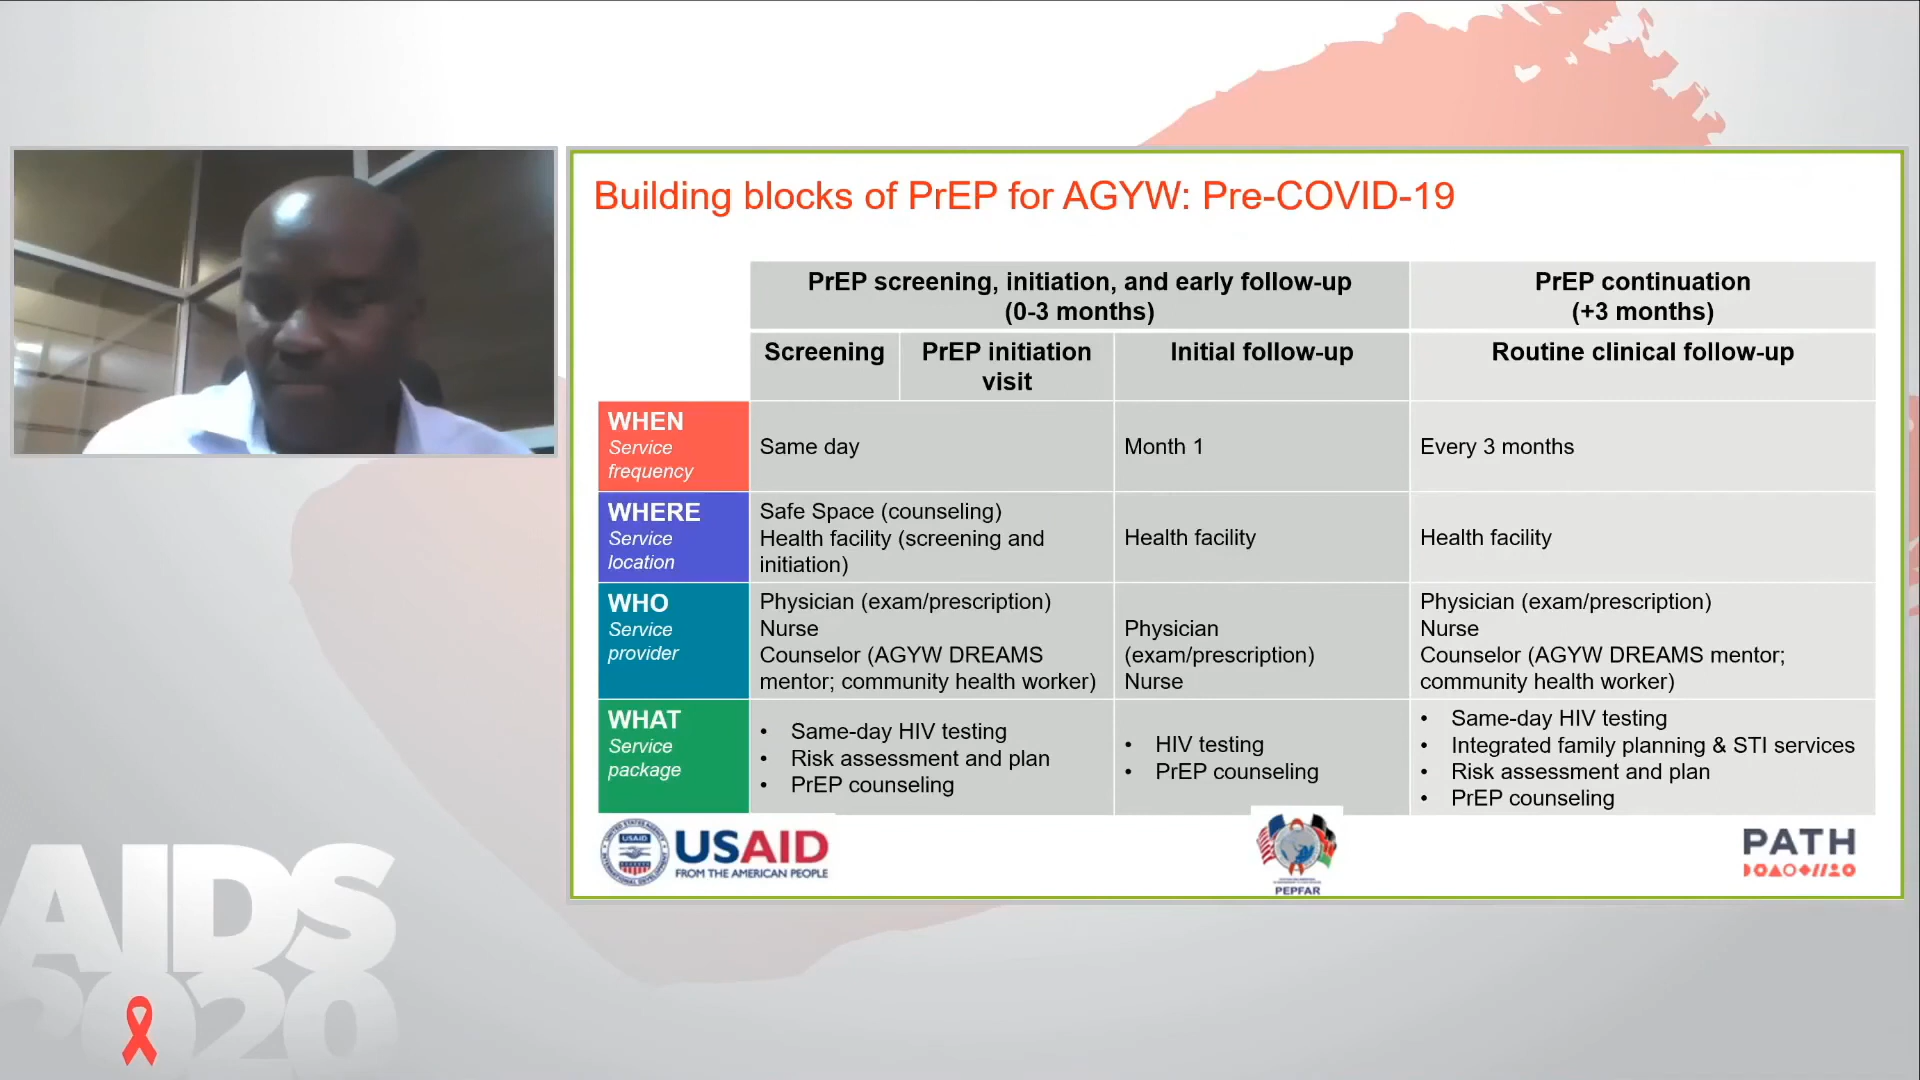 Building blocks of PrEP for AGYW: Pre-COVID-19
PrEP screening, initiation, and early follow-up
(0-3 months)
PrEP continuation
(+3 months)
Screening
PrEP initiation
visit
Initial follow-up
Routine clinical follow-up
WHEN
Service
frequency
Same day
Month 1
Every 3 months
WHERE
Service
location
Safe Space (counseling)
Health facility (screening and
initiation)
Health facility
Health facility
WHO
Service
provider
Physician (exam/prescription)
Nurse
Counselor (AGYW DREAMS
mentor; community health worker)
Physician
(exam/prescription)
Nurse
Physician (exam/prescription)
Nurse
Counselor (AGYW DREAMS mentor;
community health worker)
WHAT
Service
package
• Same-day HIV testing
• Risk assessment and plan
• PrEP counseling
• HIV testing
• PrEP counseling
• Same-day HIV testing
• Integrated family planning & STI services
• Risk assessment and plan
• PrEP counseling
USAID
USAID
FROM THE AMERICAN PEOPLE
PEPFAR
PATH
AIDS
2020